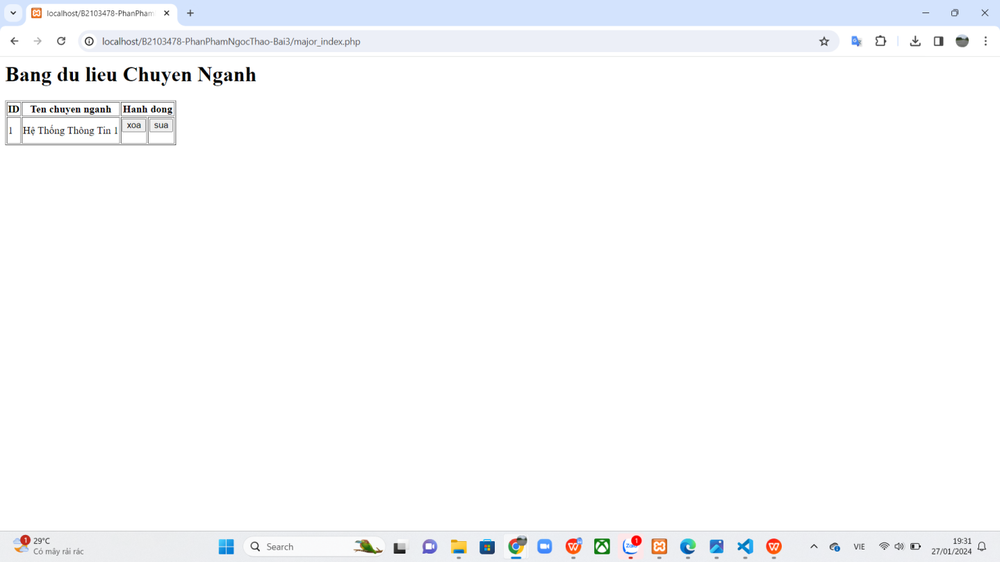 localhost/B2103478-PhanPham
localhost/B2103478-PhanPhamNgocThao-Bai3/major_index.php
Bang du lieu Chuyen Nganh
ID Ten chuyen nganh Hanh dong
1 Hệ Thống Thông Tin 1 xoa sua
1 29°C
Có mây rải rác
Search
Zalo 1
VIE
19:31
27/01/2024